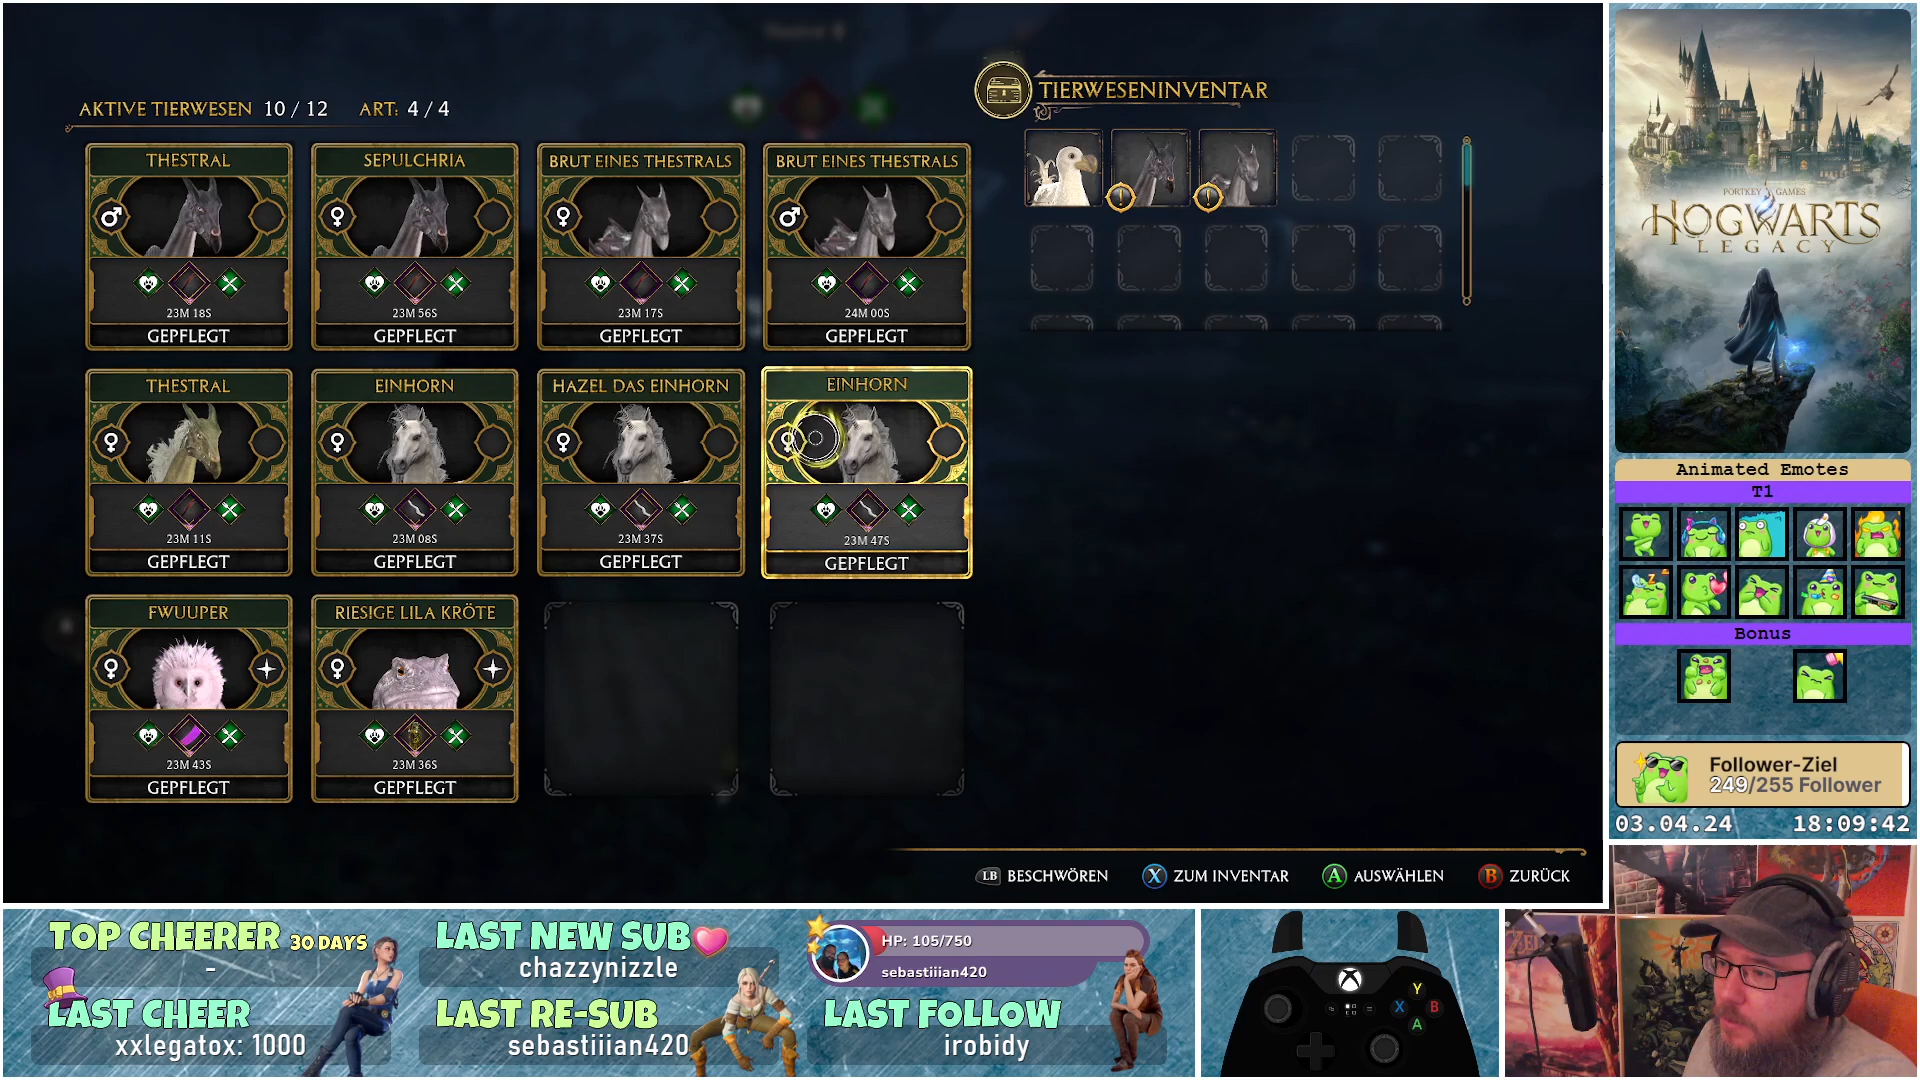 AKTIVE TIERWESEN 10 / 12 ART: 4 / 4
TIERWESENINVENTAR
THESTRAL
SEPULCHRIA
BRUT EINES THESTRALS
BRUT EINES THESTRALS
23M 18S
23M 56S
23M 17S
24M 00S
GEPFLEGT
GEPFLEGT
GEPFLEGT
GEPFLEGT
THESTRAL
EINHORN
HAZEL DAS EINHORN
EINHORN
23M 11S
23M 08S
23M 37S
23M 47S
GEPFLEGT
GEPFLEGT
GEPFLEGT
GEPFLEGT
FWUUPER
RIESIGE LILA KRÖTE
23M 43S
23M 36S
GEPFLEGT
GEPFLEGT
LB BESCHWÖREN X ZUM INVENTAR A AUSWÄHLEN B ZURÜCK
PORTKEY GAMES
HOGWARTS
LEGACY
Animated Emotes
T1
Bonus
Follower-Ziel
249/255 Follower
03.04.24 18:09:42
TOP CHEERER 30 DAYS
-
LAST CHEER
xxlegatox: 1000
LAST NEW SUB
chazzynizzle
LAST RE-SUB
sebastiiian420
HP: 105/750
sebastiiian420
LAST FOLLOW
irobidy
Y
X B
A